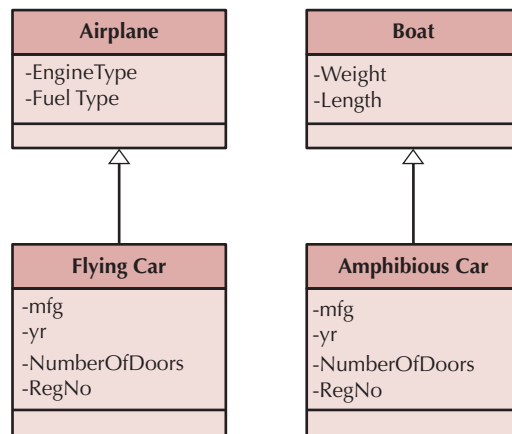 Airplane
-EngineType
-Fuel Type
Boat
-Weight
-Length
Flying Car
-mfg
-yr
-NumberOfDoors
-RegNo
Amphibious Car
-mfg
-yr
-NumberOfDoors
-RegNo